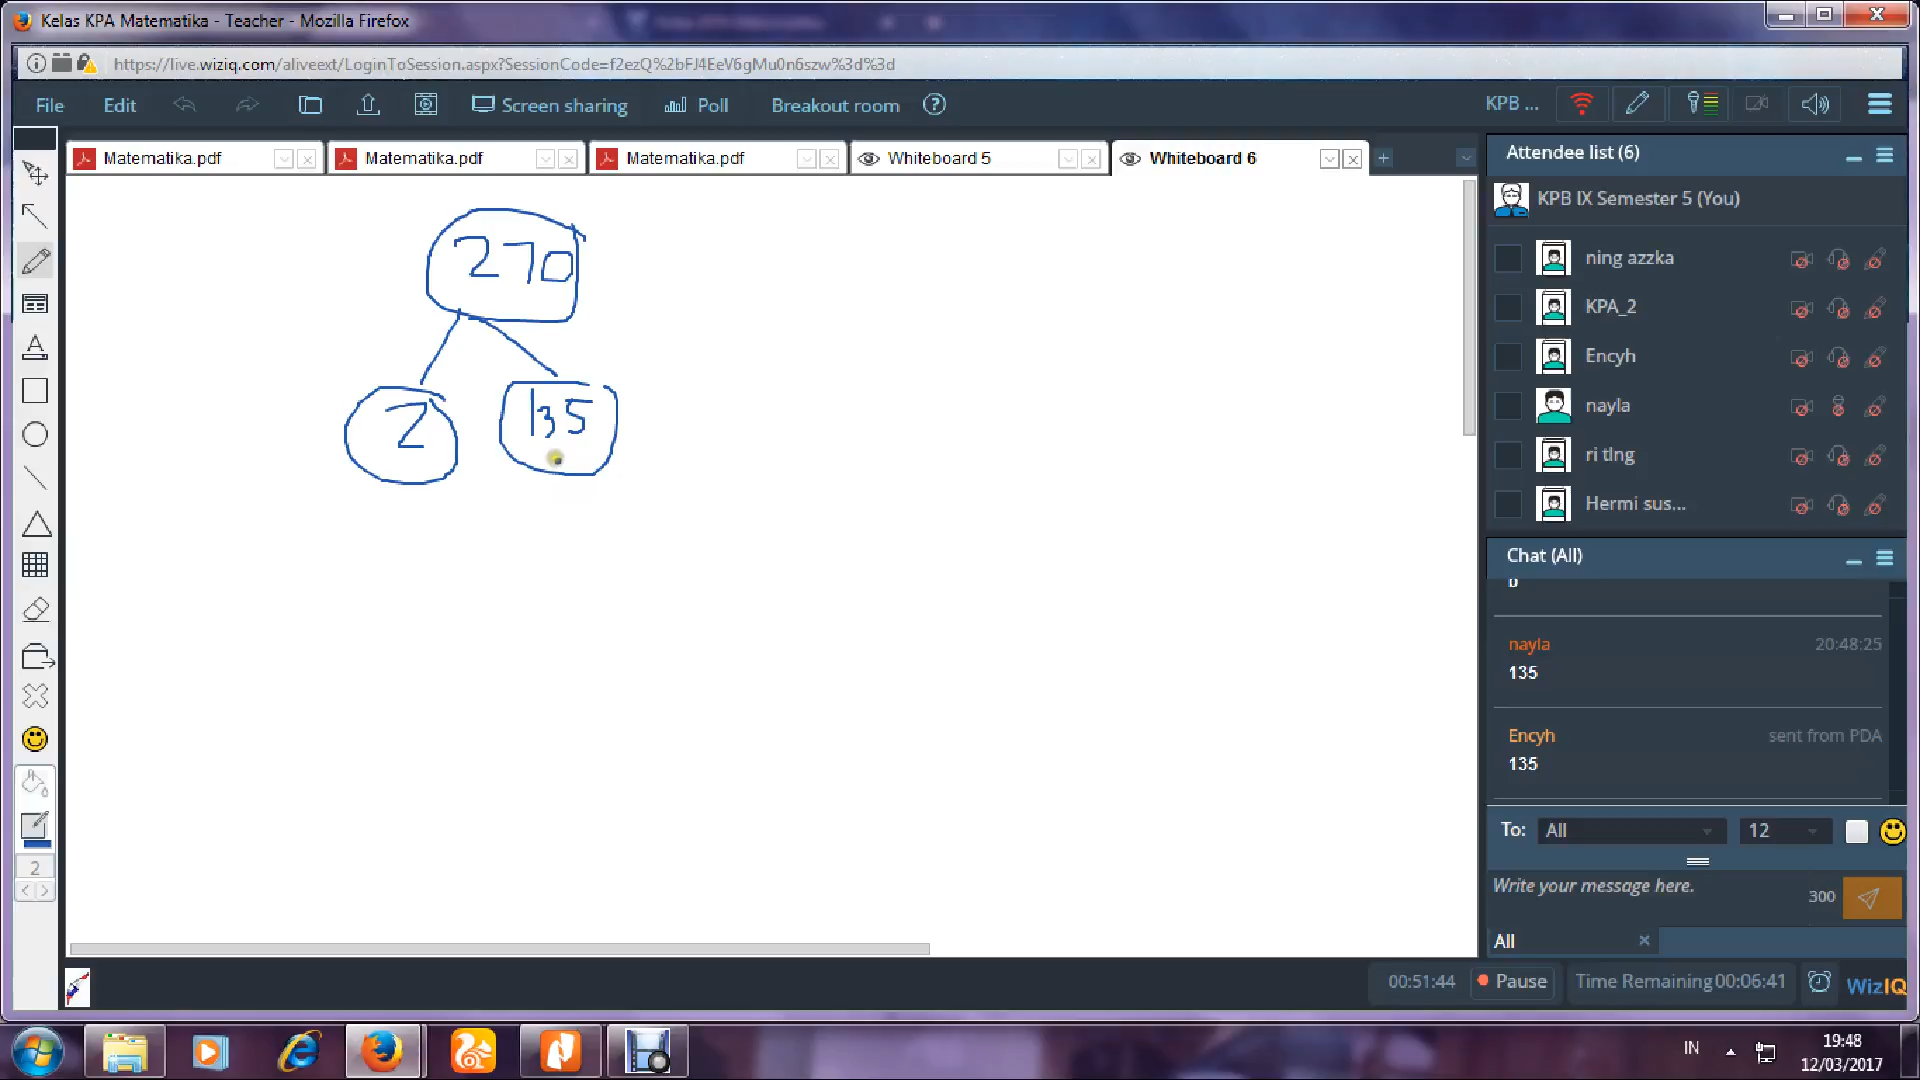 Kelas KPA Matematika - Teacher - Mozilla Firefox
https://live.wiziq.com/aliveext/LoginToSession.aspx?SessionCode=f2ezQ%2bFJ4EeV6gMu0n6szw%3d%3d
File Edit Screen sharing Poll Breakout room KPB ...
Matematika.pdf Matematika.pdf Matematika.pdf Whiteboard 5 Whiteboard 6
270
2 135
2
Attendee list (6)
KPB IX Semester 5 (You)
ning azzka
KPA_2
Encyh
nayla
ri tlng
Hermi sus...
Chat (All)
nayla 20:48:25
135
Encyh sent from PDA
135
To: All 12
Write your message here. 300
All
00:51:44 Pause Time Remaining 00:06:41 WizIQ
IN 19:48
12/03/2017